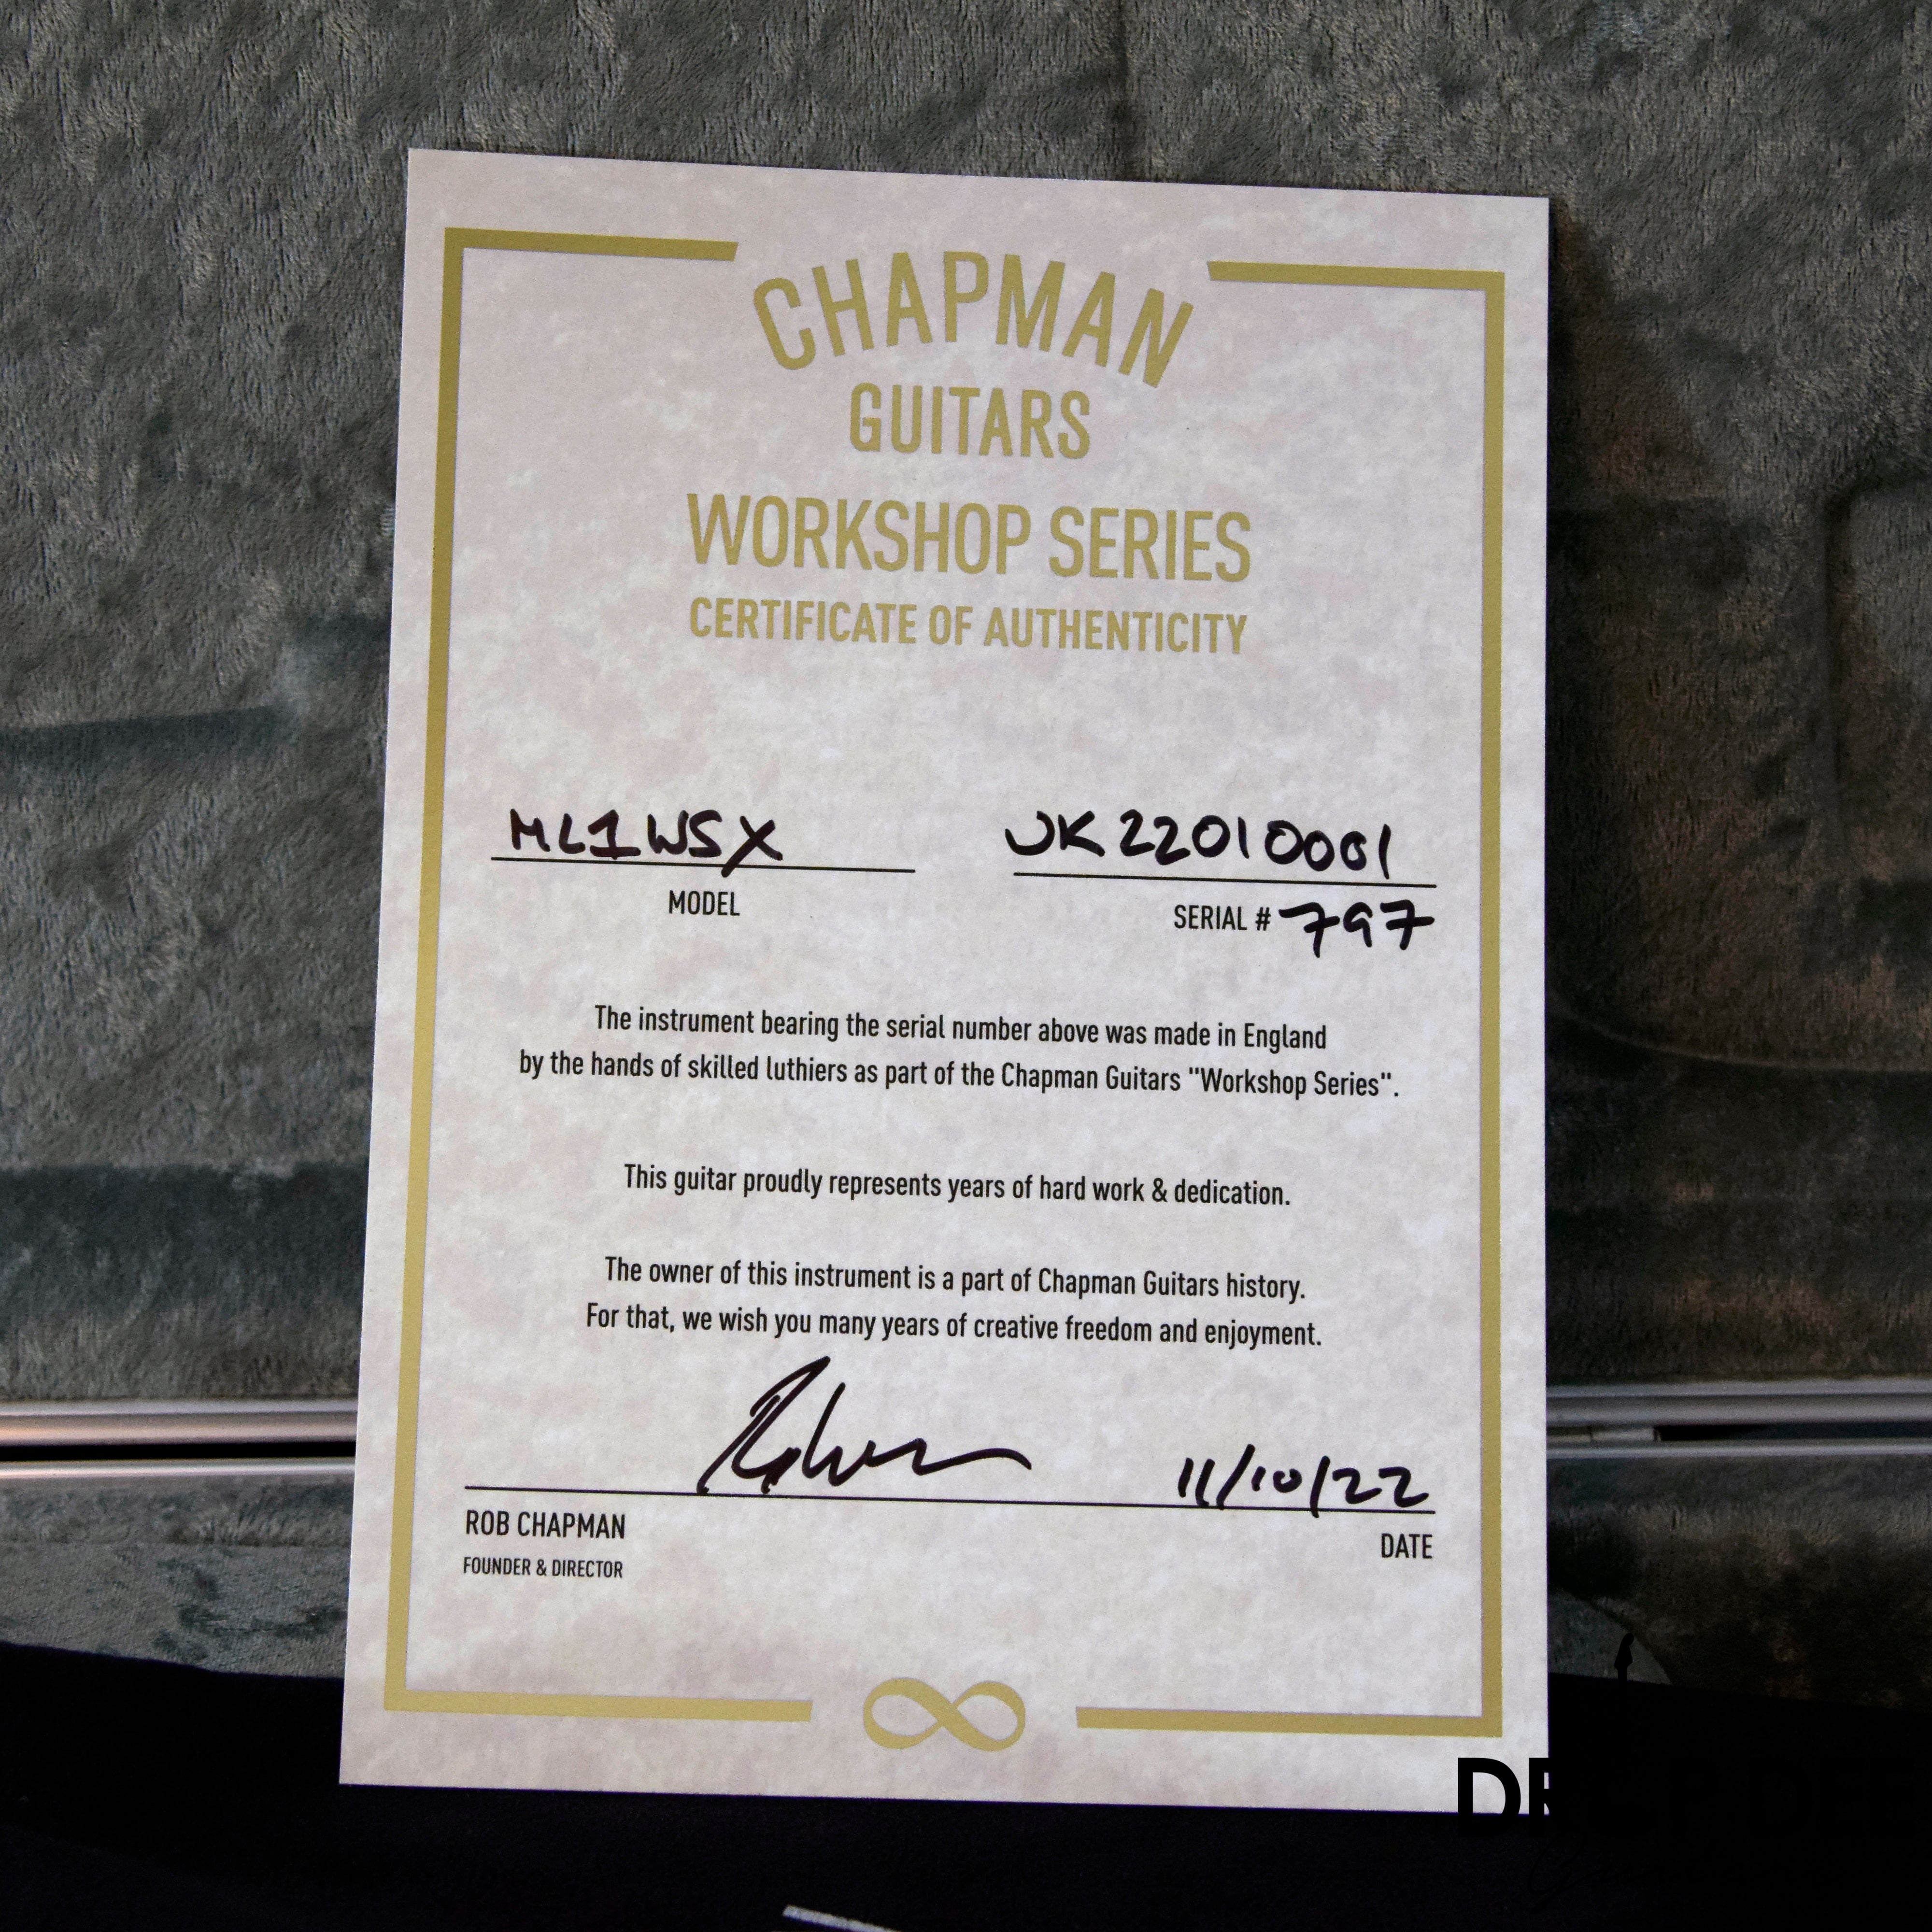 CHAPMAN
GUITARS
WORKSHOP SERIES
CERTIFICATE OF AUTHENTICITY
ML1WSX UK22010001
MODEL SERIAL # 797
The instrument bearing the serial number above was made in England
by the hands of skilled luthiers as part of the Chapman Guitars "Workshop Series".
This guitar proudly represents years of hard work & dedication.
The owner of this instrument is a part of Chapman Guitars history.
For that, we wish you many years of creative freedom and enjoyment.
11/10/22
ROB CHAPMAN DATE
FOUNDER & DIRECTOR